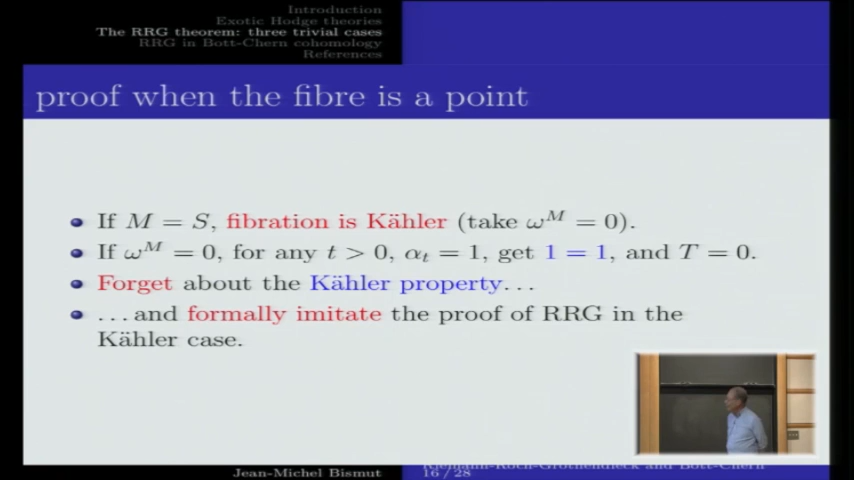 Introduction
Exotic Hodge theories
The RRG theorem: three trivial cases
RRG in Bott-Chern cohomology
References
proof when the fibre is a point
If M = S, fibration is Kähler (take ω^M = 0).
If ω^M = 0, for any t > 0, α_t = 1, get 1 = 1, and T = 0.
Forget about the Kähler property...
...and formally imitate the proof of RRG in the
Kähler case.
Jean-Michel Bismut
Riemann-Roch-Grothendieck and Bott-Chern
16 / 28